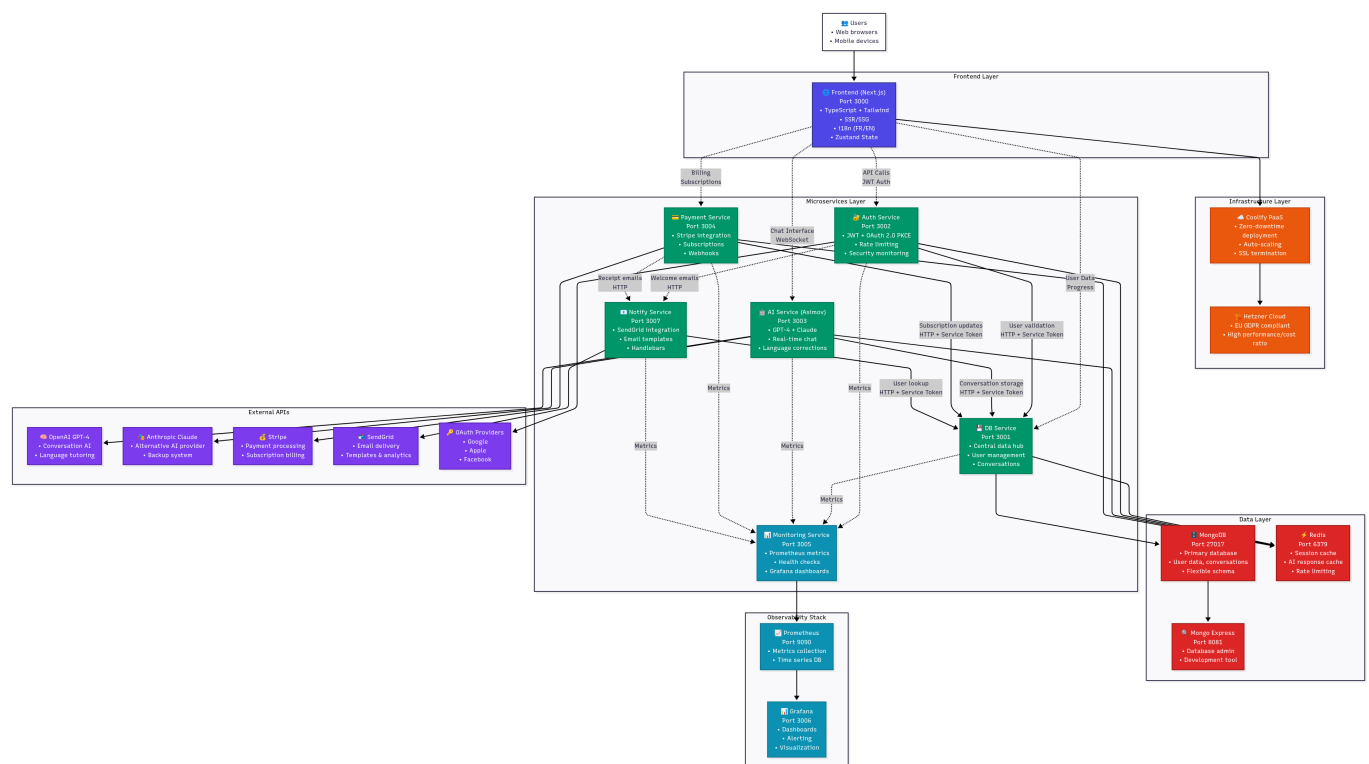 👥 Users
• Web browsers
• Mobile devices
Frontend Layer
🌐 Frontend (Next.js)
Port 3000
• TypeScript + Tailwind
• SSR/SSG
• i18n (FR/EN)
• Zustand State
Billing
Subscriptions
API Calls
JWT Auth
Microservices Layer
Infrastructure Layer
💳 Payment Service
Port 3004
• Stripe integration
• Subscriptions
• Webhooks
Chat Interface
WebSocket
🔐 Auth Service
Port 3002
• JWT + OAuth 2.0 PKCE
• Rate limiting
• Security monitoring
☁️ Coolify PaaS
• Zero-downtime
deployment
• Auto-scaling
• SSL termination
Receipt emails
HTTP
Welcome emails
HTTP
User Data
Progress
📧 Notify Service
Port 3007
• SendGrid integration
• Email templates
• Handlebars
🤖 AI Service (Asimov)
Port 3003
• GPT-4 + Claude
• Real-time chat
• Language corrections
Subscription updates
HTTP + Service Token
User validation
HTTP + Service Token
🏗️ Hetzner Cloud
• EU GDPR compliant
• High performance/cost
ratio
Metrics
Metrics
User lookup
HTTP + Service Token
Conversation storage
HTTP + Service Token
External APIs
🧠 OpenAI GPT-4
• Conversation AI
• Language tutoring
🎭 Anthropic Claude
• Alternative AI provider
• Backup system
💰 Stripe
• Payment processing
• Subscription billing
📬 SendGrid
• Email delivery
• Templates & analytics
🔑 OAuth Providers
• Google
• Apple
• Facebook
Metrics
Metrics
💾 DB Service
Port 3001
• Central data hub
• User management
• Conversations
Metrics
Data Layer
📊 Monitoring Service
Port 3005
• Prometheus metrics
• Health checks
• Grafana dashboards
🗄️ MongoDB
Port 27017
• Primary database
• User data, conversations
• Flexible schema
⚡ Redis
Port 6379
• Session cache
• AI response cache
• Rate limiting
Observability Stack
📈 Prometheus
Port 9090
• Metrics collection
• Time series DB
🔍 Mongo Express
Port 8081
• Database admin
• Development tool
📊 Grafana
Port 3006
• Dashboards
• Alerting
• Visualization